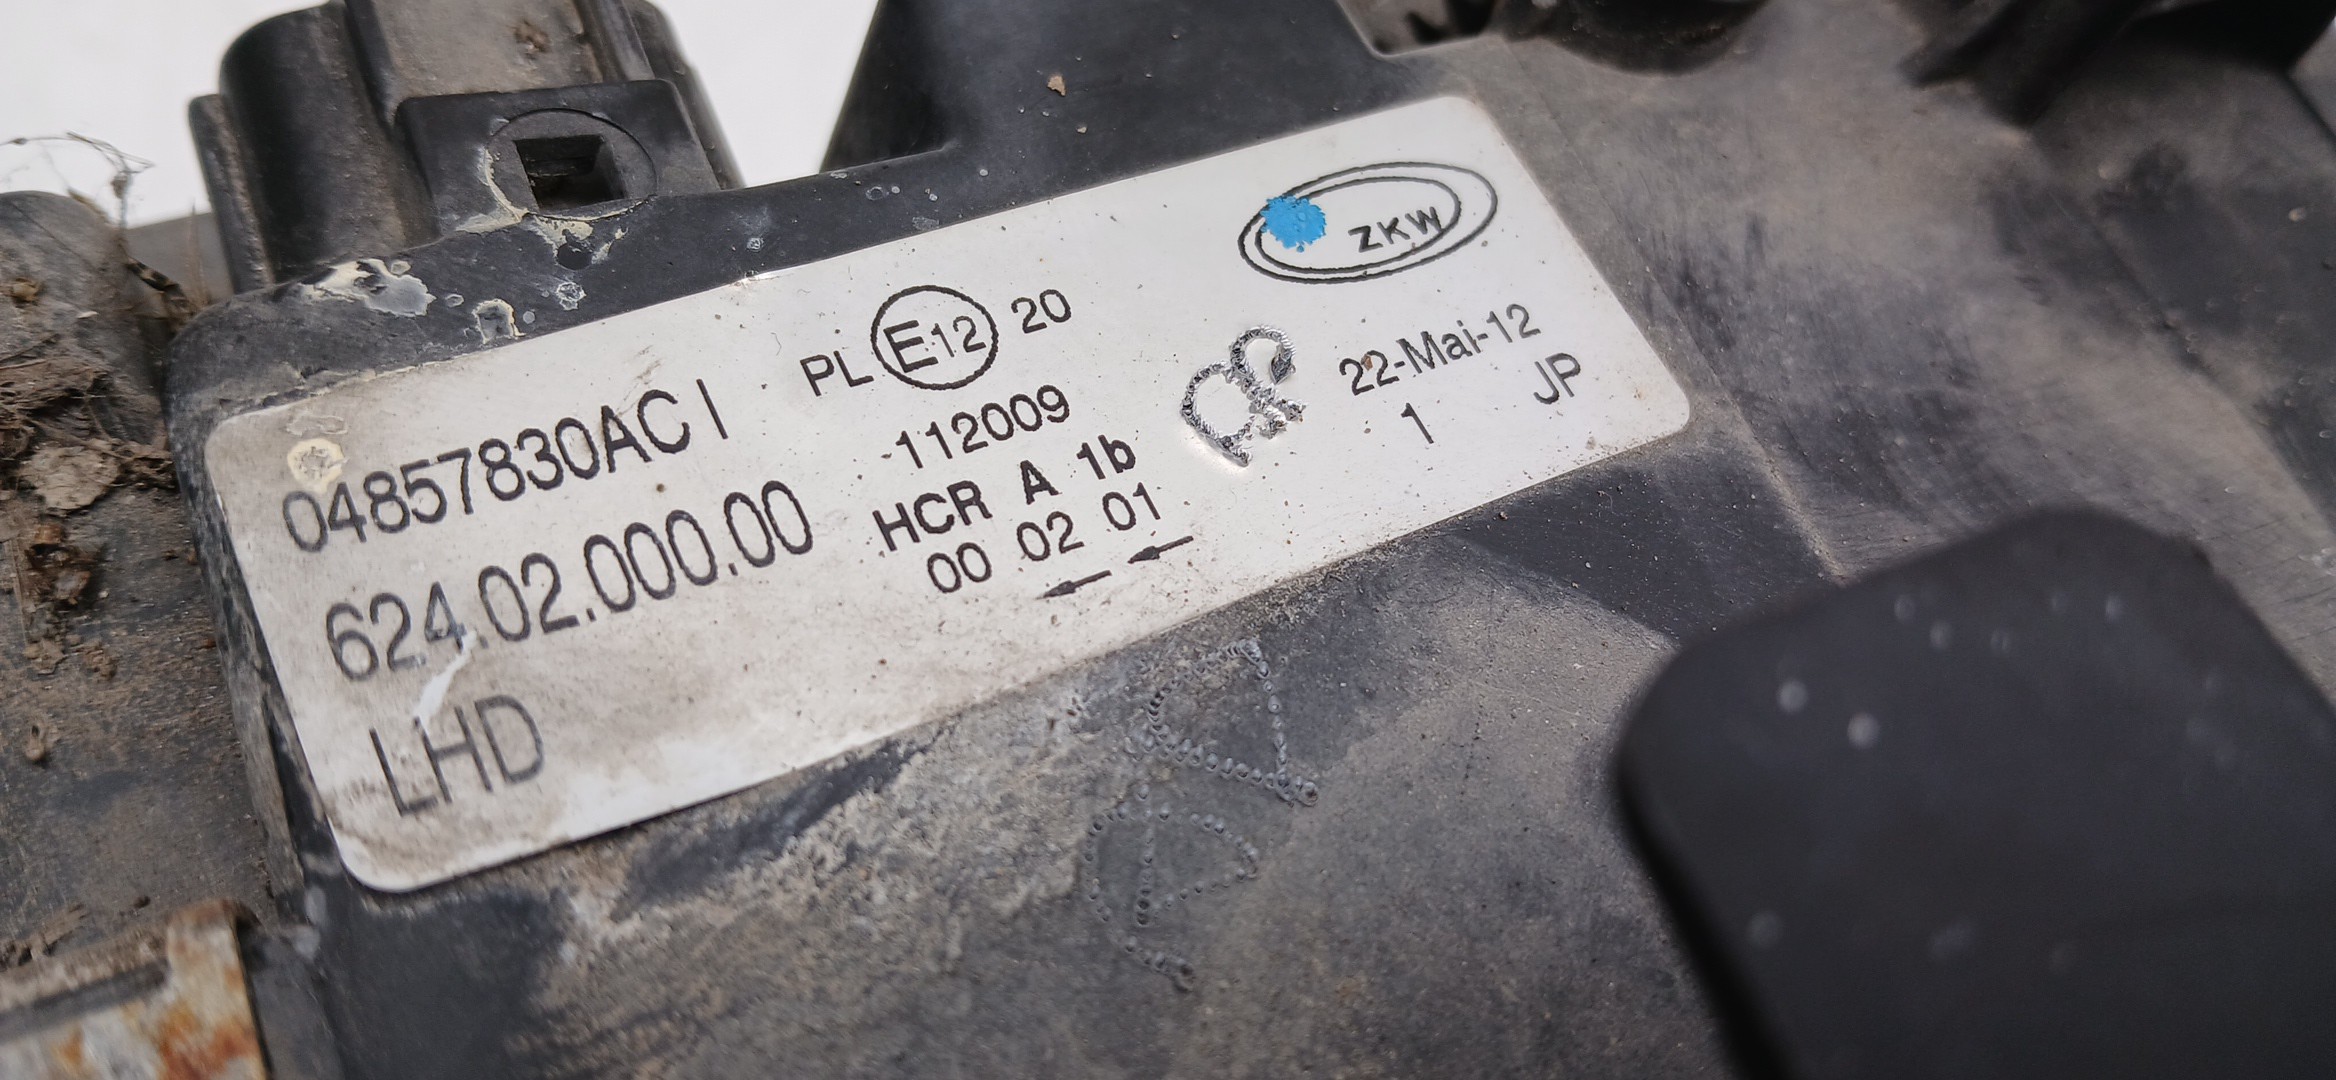 ZKW
04857830AC I
624.02.000.00
LHD
PL E12 20
112009
HCR A 1b
00 02 01
22-Mai-12
1 JP